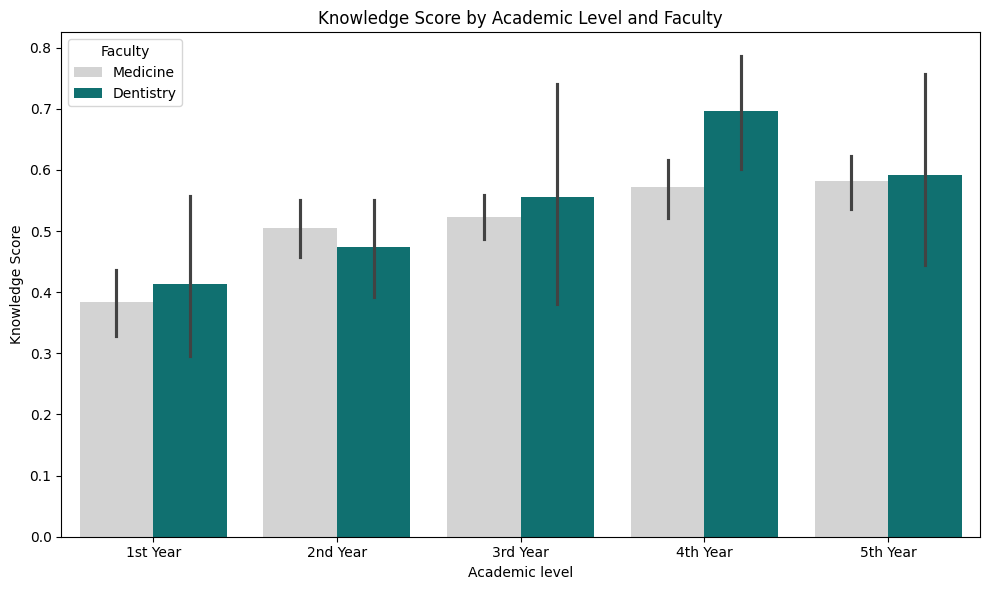 Knowledge Score by Academic Level and Faculty
Faculty
Medicine
Dentistry
Knowledge Score
0.8
0.7
0.6
0.5
0.4
0.3
0.2
0.1
0.0
1st Year
2nd Year
3rd Year
4th Year
5th Year
Academic level